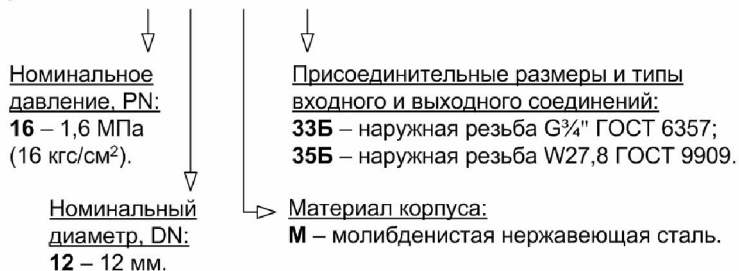 Номинальное
давление, PN:
16 – 1,6 МПа
(16 кгс/см²).
Присоединительные размеры и типы
входного и выходного соединений:
33Б – наружная резьба G¾" ГОСТ 6357;
35Б – наружная резьба W27,8 ГОСТ 9909.
Номинальный
диаметр, DN:
12 – 12 мм.
Материал корпуса:
М – молибденистая нержавеющая сталь.